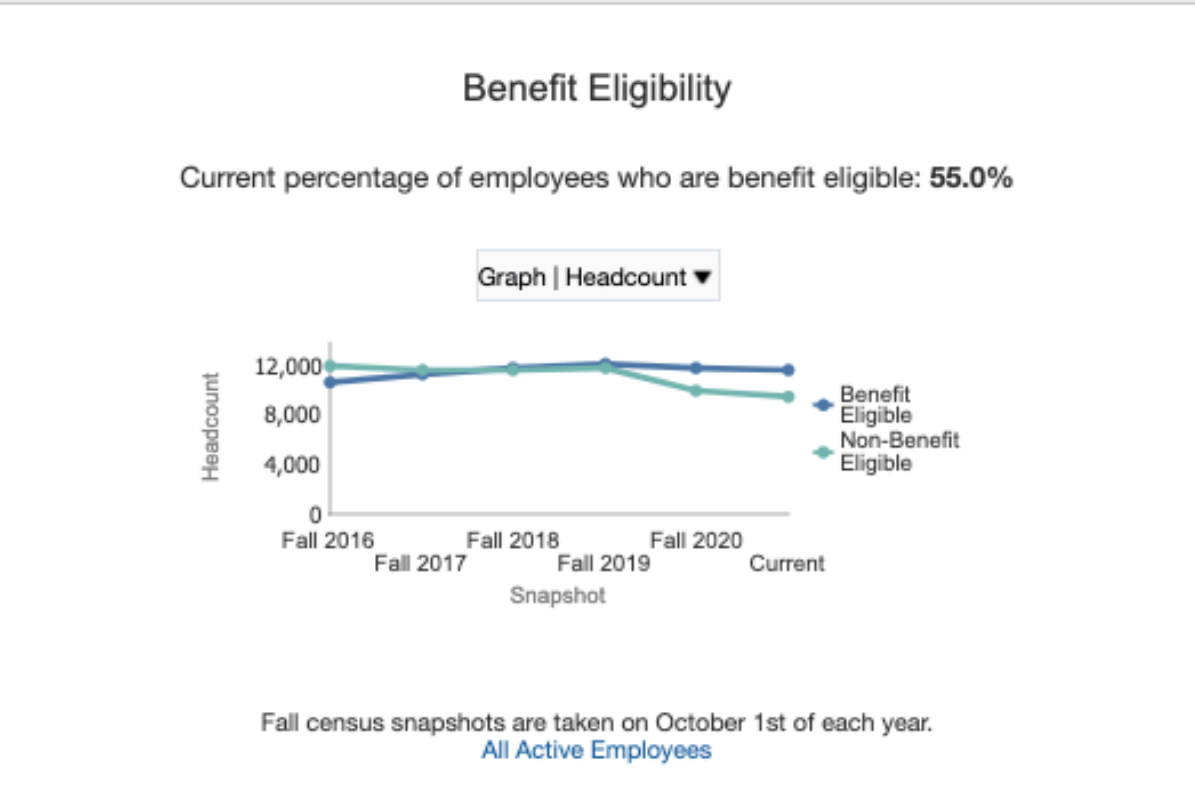 Benefit Eligibility
Current percentage of employees who are benefit eligible: 55.0%
Graph | Headcount ▼
Headcount
12,000
8,000
4,000
0
Benefit
Eligible
Non-Benefit
Eligible
Fall 2016 Fall 2018 Fall 2020
Fall 2017 Fall 2019 Current
Snapshot
Fall census snapshots are taken on October 1st of each year.
All Active Employees